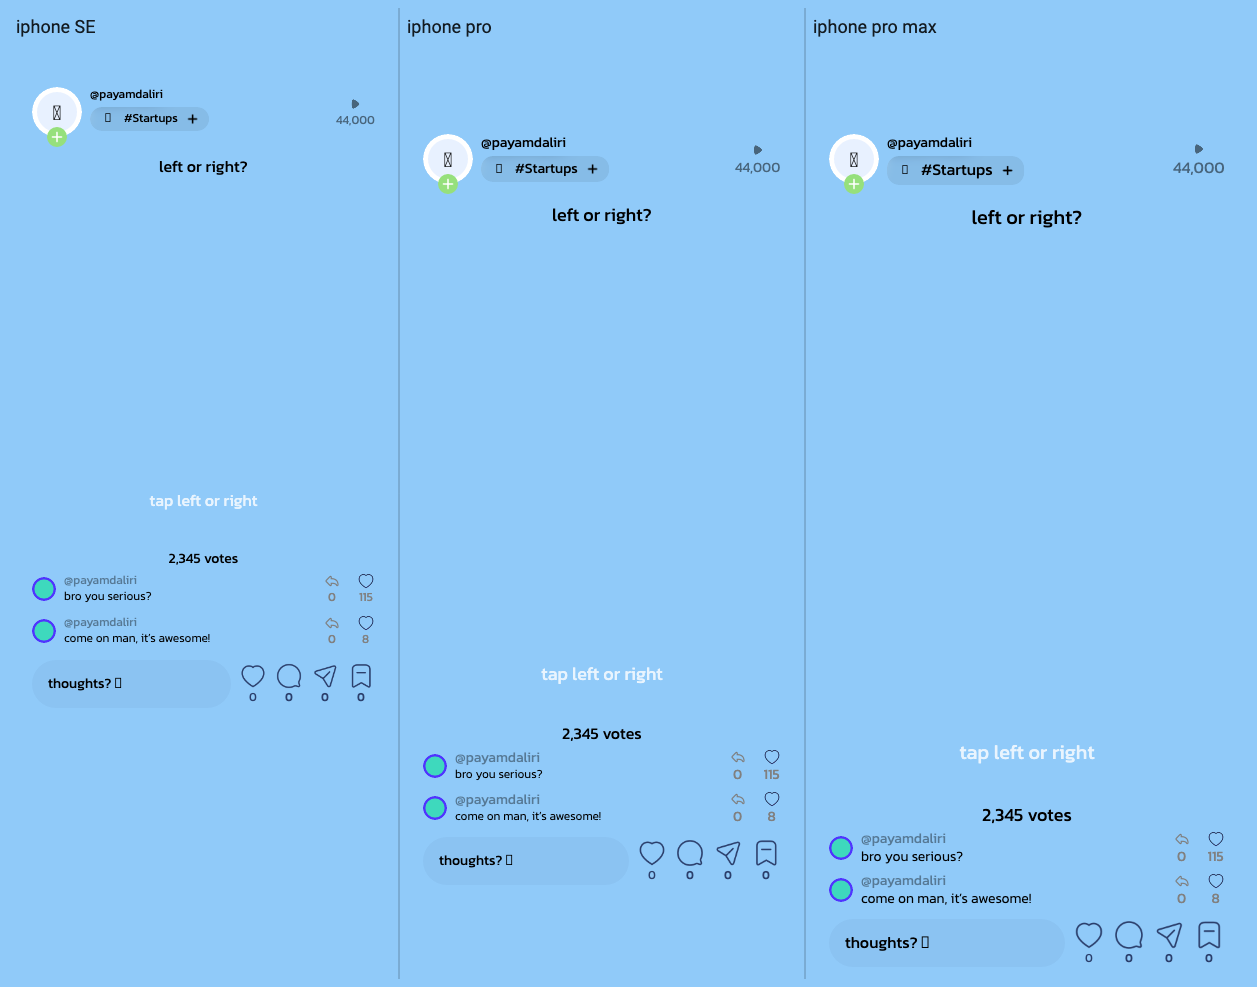 iphone SE
@payamdaliri
#Startups +
44,000
left or right?
tap left or right
2,345 votes
@payamdaliri
bro you serious?
0
115
@payamdaliri
come on man, it's awesome!
0
8
thoughts?
0
0
0
0
iphone pro
@payamdaliri
#Startups +
44,000
left or right?
tap left or right
2,345 votes
@payamdaliri
bro you serious?
0
115
@payamdaliri
come on man, it's awesome!
0
8
thoughts?
0
0
0
0
iphone pro max
@payamdaliri
#Startups +
44,000
left or right?
tap left or right
2,345 votes
@payamdaliri
bro you serious?
0
115
@payamdaliri
come on man, it's awesome!
0
8
thoughts?
0
0
0
0